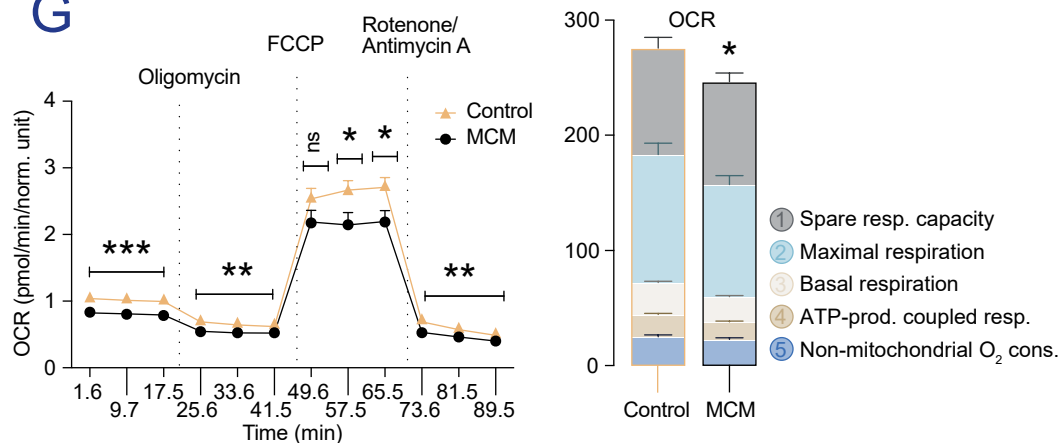 G
Oligomycin
FCCP
Rotenone/
Antimycin A
OCR (pmol/min/norm. unit)
4
3
2
1
0
***
**
ns
*
*
**
Control
MCM
1.6
9.7
17.5
25.6
33.6
41.5
49.6
57.5
65.5
73.6
81.5
89.5
Time (min)
OCR
300
200
100
0
*
Control
MCM
1 Spare resp. capacity
2 Maximal respiration
3 Basal respiration
4 ATP-prod. coupled resp.
5 Non-mitochondrial O₂ cons.